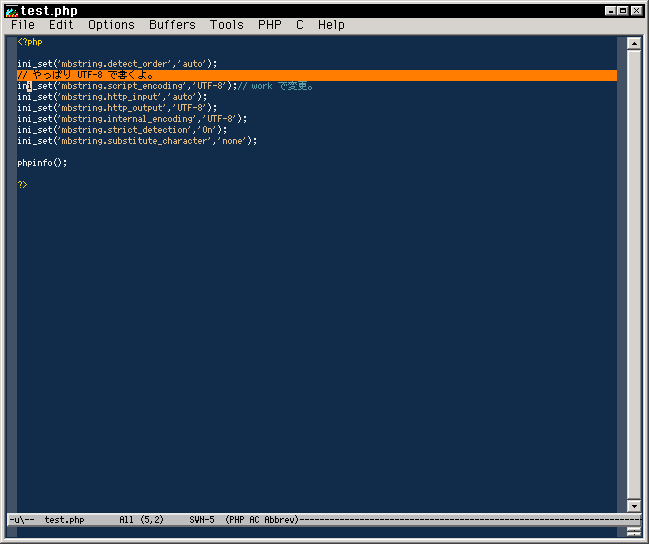 test.php
File Edit Options Buffers Tools PHP C Help
<?php
ini_set('mbstring.detect_order','auto');
// やっぱり UTF-8 で書くよ。
ini_set('mbstring.script_encoding','UTF-8');// work で変更。
ini_set('mbstring.http_input','auto');
ini_set('mbstring.http_output','UTF-8');
ini_set('mbstring.internal_encoding','UTF-8');
ini_set('mbstring.strict_detection','On');
ini_set('mbstring.substitute_character','none');
phpinfo();
?>
-u\-- test.php All (5,2) SWN-5 (PHP AC Abbrev)--------------------------------------------------------------------